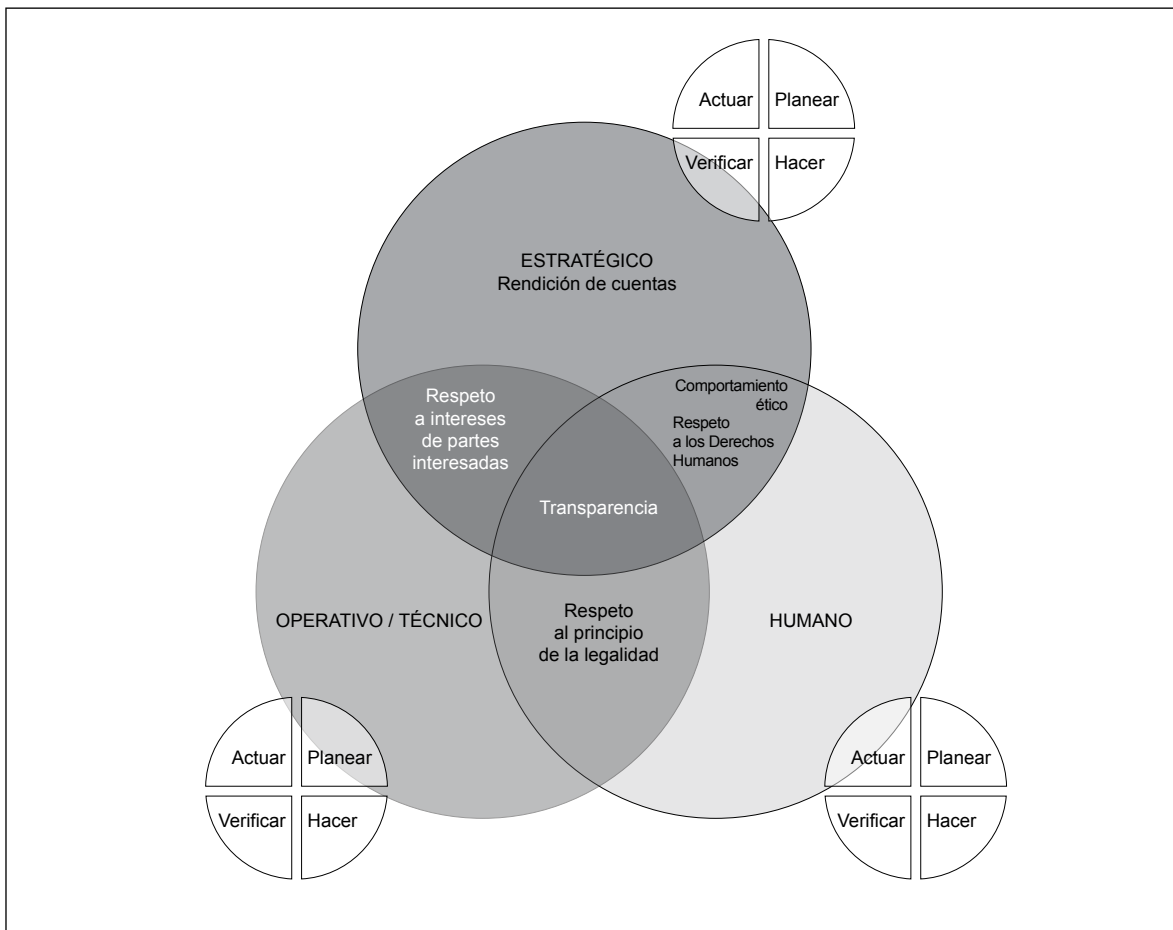 Actuar Planear
Verificar Hacer
ESTRATÉGICO
Rendición de cuentas
Respeto
a intereses
de partes
interesadas
Comportamiento
ético
Respeto
a los Derechos
Humanos
Transparencia
OPERATIVO / TÉCNICO
Respeto
al principio
de la legalidad
HUMANO
Actuar Planear
Verificar Hacer
Actuar Planear
Verificar Hacer